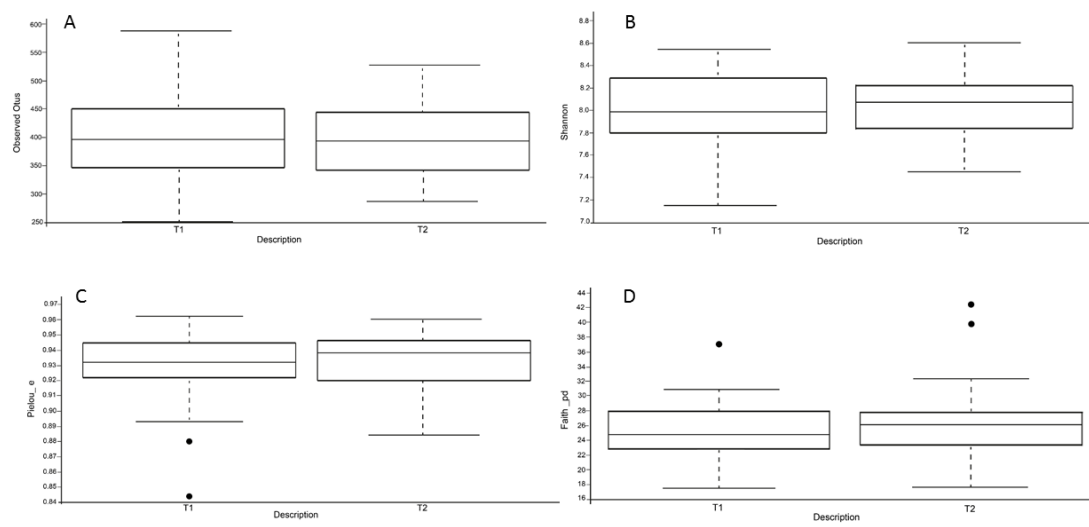 A
600
550
500
450
400
350
300
250
Observed Otus
T1 T2
Description
B
8.8
8.6
8.4
8.2
8.0
7.8
7.6
7.4
7.2
7.0
Shannon
T1 T2
Description
C
0.97
0.96
0.95
0.94
0.93
0.92
0.91
0.90
0.89
0.88
0.87
0.86
0.85
0.84
Pielou_ e
T1 T2
Description
D
44
42
40
38
36
34
32
30
28
26
24
22
20
18
16
Faith _pd
T1 T2
Description